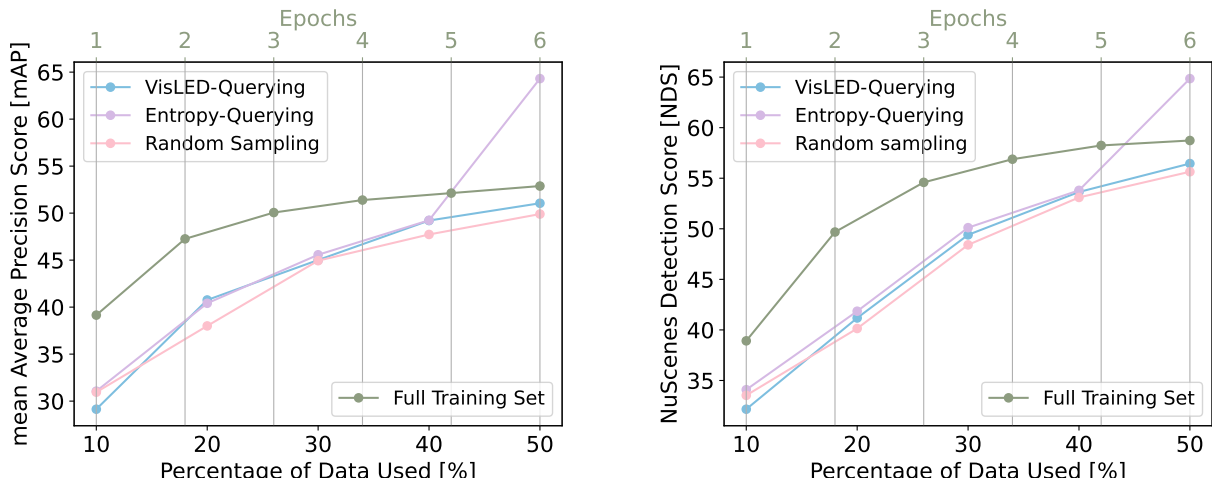 Epochs
1 2 3 4 5 6
mean Average Precision Score [mAP]
65
60
55
50
45
40
35
30
VisLED-Querying
Entropy-Querying
Random Sampling
Full Training Set
10 20 30 40 50
Percentage of Data Used [%]
Epochs
1 2 3 4 5 6
NuScenes Detection Score [NDS]
65
60
55
50
45
40
35
VisLED-Querying
Entropy-Querying
Random sampling
Full Training Set
10 20 30 40 50
Percentage of Data Used [%]